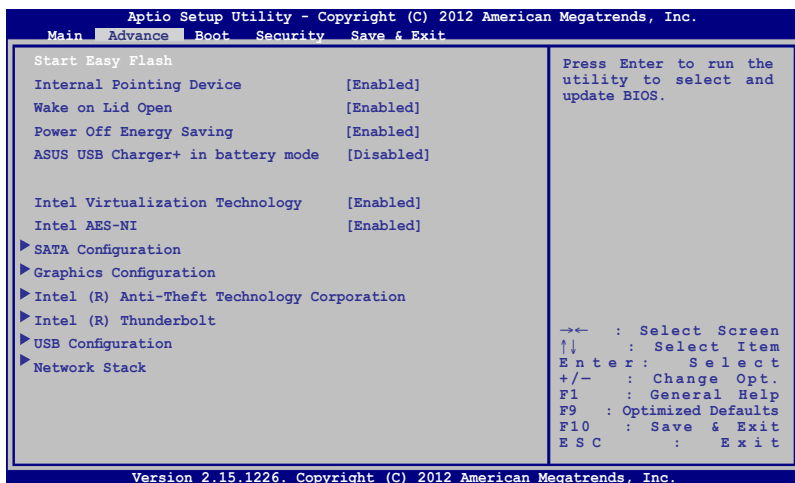 Aptio Setup Utility - Copyright (C) 2012 American Megatrends, Inc.
Main Advance Boot Security Save & Exit
Start Easy Flash
Internal Pointing Device [Enabled]
Wake on Lid Open [Enabled]
Power Off Energy Saving [Enabled]
ASUS USB Charger+ in battery mode [Disabled]
Intel Virtualization Technology [Enabled]
Intel AES-NI [Enabled]
SATA Configuration
Graphics Configuration
Intel (R) Anti-Theft Technology Corporation
Intel (R) Thunderbolt
USB Configuration
Network Stack
Press Enter to run the
utility to select and
update BIOS.
→← : Select Screen
↑↓ : Select Item
Enter: Select
+/— : Change Opt.
F1 : General Help
F9 : Optimized Defaults
F10 : Save & Exit
ESC : Exit
Version 2.15.1226. Copyright (C) 2012 American Megatrends, Inc.